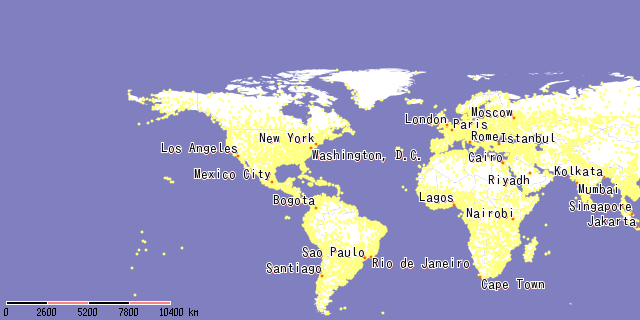 Moscow
London
Paris
Rome
Istanbul
New York
Los Angeles
Washington, D.C.
Cairo
Mexico City
Kolkata
Riyadh
Mumbai
Bogota
Lagos
Nairobi
Singapore
Jakarta
Sao Paulo
Santiago
Rio de Janeiro
Cape Town
0 2600 5200 7800 10400 km